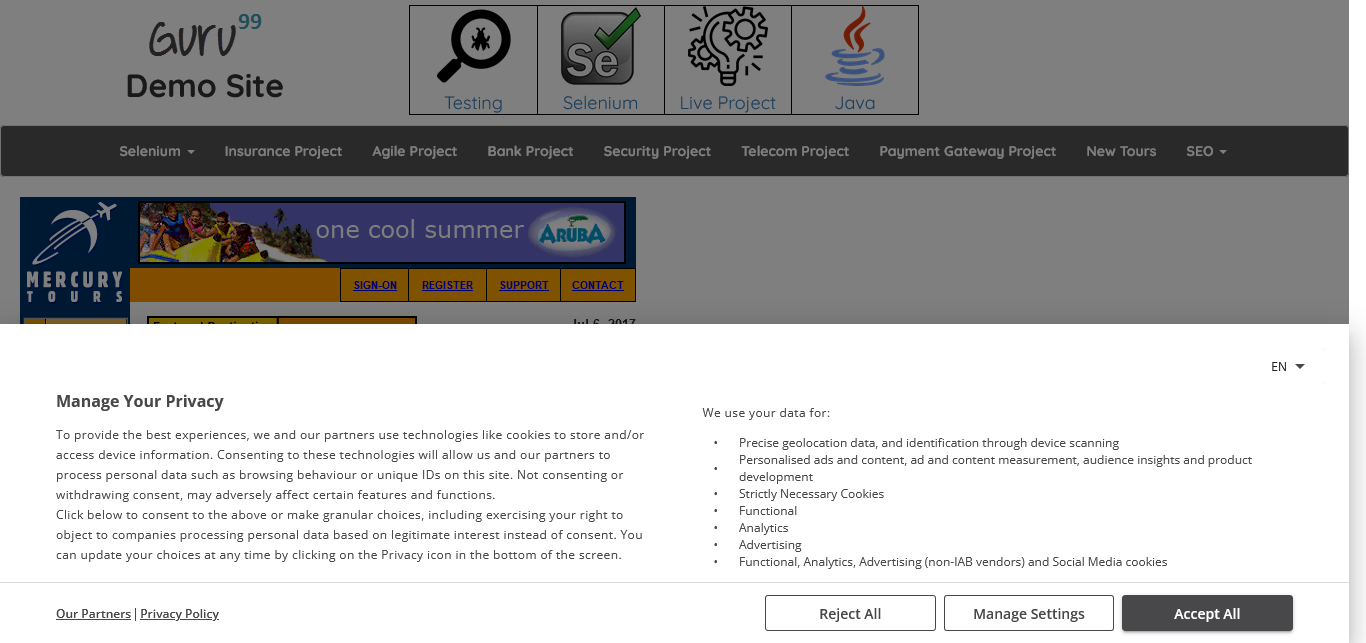 Guru99
Demo Site
Testing
Selenium
Live Project
Java
Se
Selenium
Insurance Project
Agile Project
Bank Project
Security Project
Telecom Project
Payment Gateway Project
New Tours
SEO
one cool summer
ARUBA
MERCURY
TOURS
SIGN-ON
REGISTER
SUPPORT
CONTACT
Jul 6, 2017
EN
Manage Your Privacy
To provide the best experiences, we and our partners use technologies like cookies to store and/or
access device information. Consenting to these technologies will allow us and our partners to
process personal data such as browsing behaviour or unique IDs on this site. Not consenting or
withdrawing consent, may adversely affect certain features and functions.
Click below to consent to the above or make granular choices, including exercising your right to
object to companies processing personal data based on legitimate interest instead of consent. You
can update your choices at any time by clicking on the Privacy icon in the bottom of the screen.
We use your data for:
• Precise geolocation data, and identification through device scanning
• Personalised ads and content, ad and content measurement, audience insights and product
development
• Strictly Necessary Cookies
• Functional
• Analytics
• Advertising
• Functional, Analytics, Advertising (non-IAB vendors) and Social Media cookies
Our Partners | Privacy Policy
Reject All
Manage Settings
Accept All